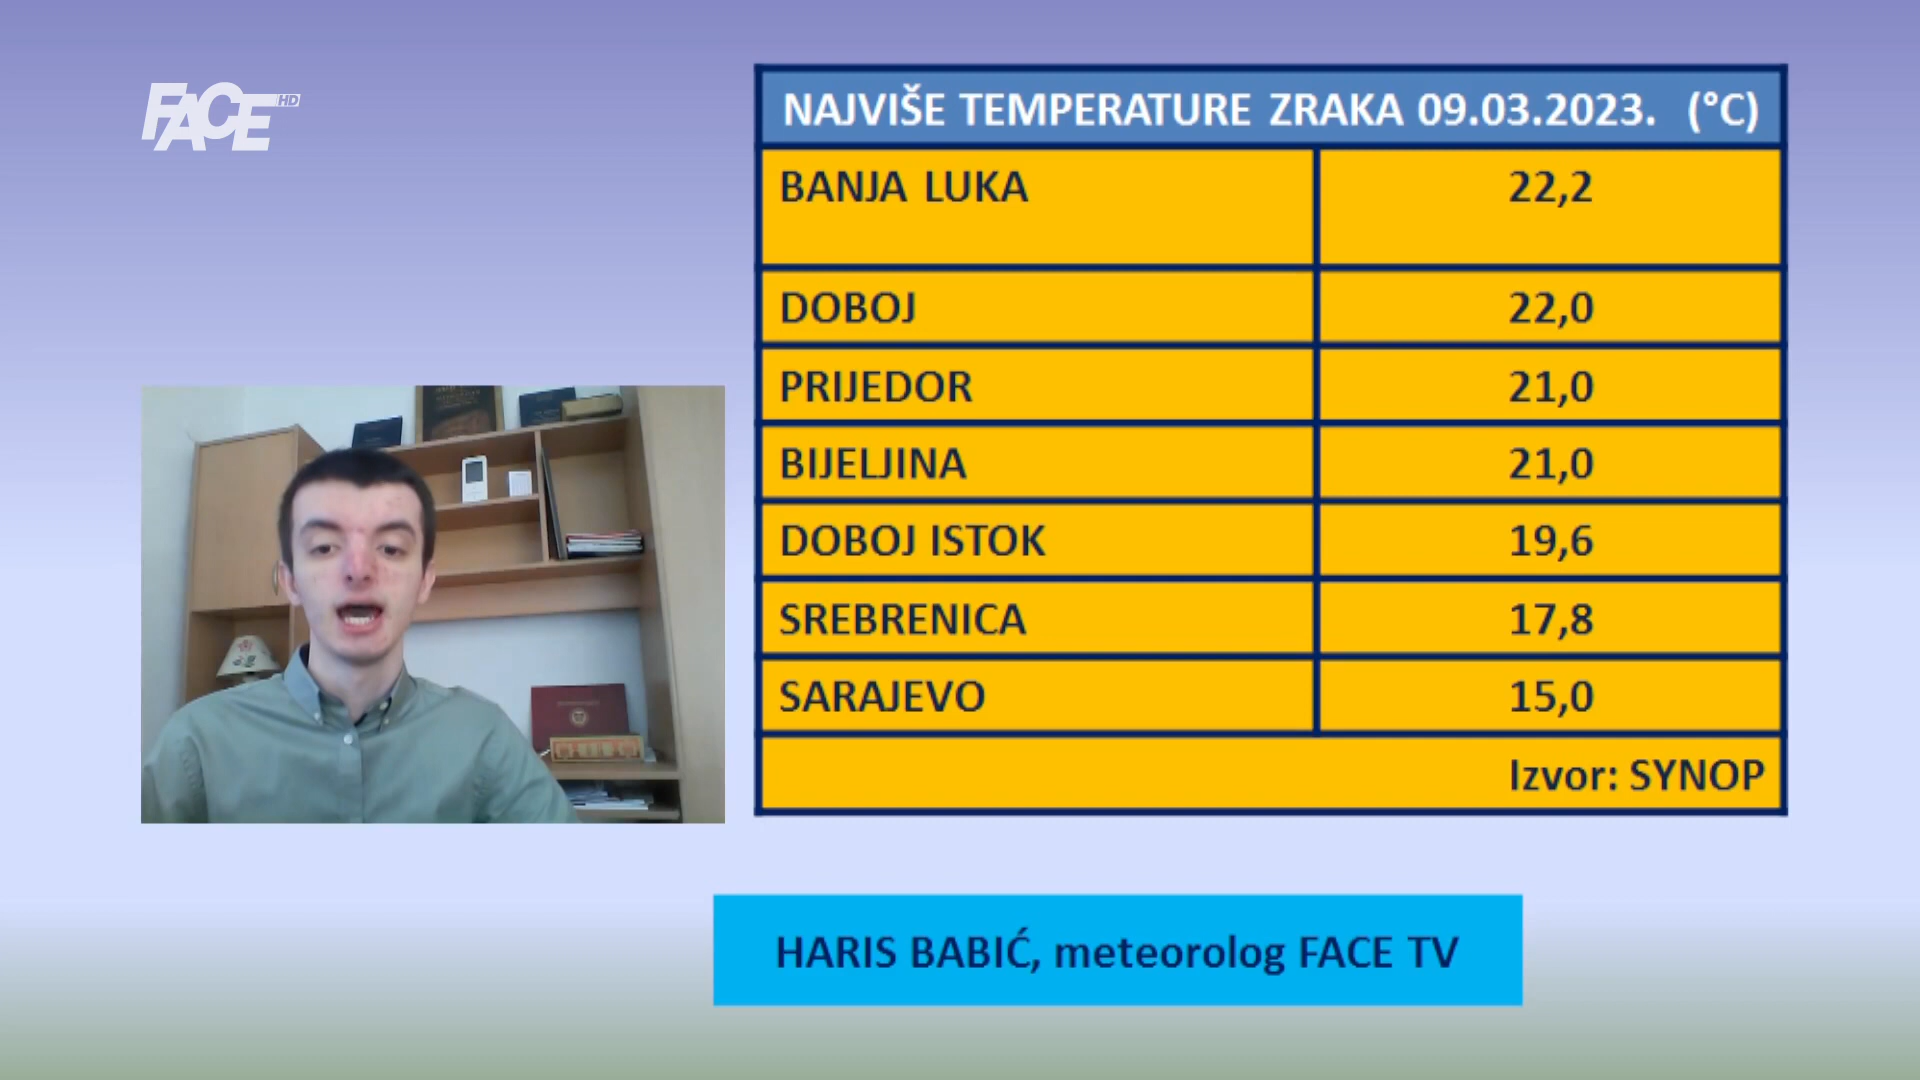 FACE HD
NAJVIŠE TEMPERATURE ZRAKA 09.03.2023. (°C)
BANJA LUKA 22,2
DOBOJ 22,0
PRIJEDOR 21,0
BIJELJINA 21,0
DOBOJ ISTOK 19,6
SREBRENICA 17,8
SARAJEVO 15,0
Izvor: SYNOP
HARIS BABIĆ, meteorolog FACE TV